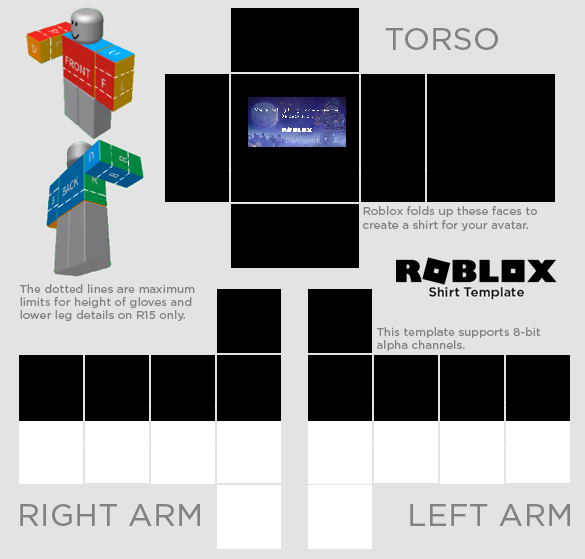 TORSO
FRONT
F
L
U
R
D
ROBLOX
BACK
U
R
B
Roblox folds up these faces to
create a shirt for your avatar.
ROBLOX
Shirt Template
The dotted lines are maximum
limits for height of gloves and
lower leg details on R15 only.
This template supports 8-bit
alpha channels.
RIGHT ARM
LEFT ARM